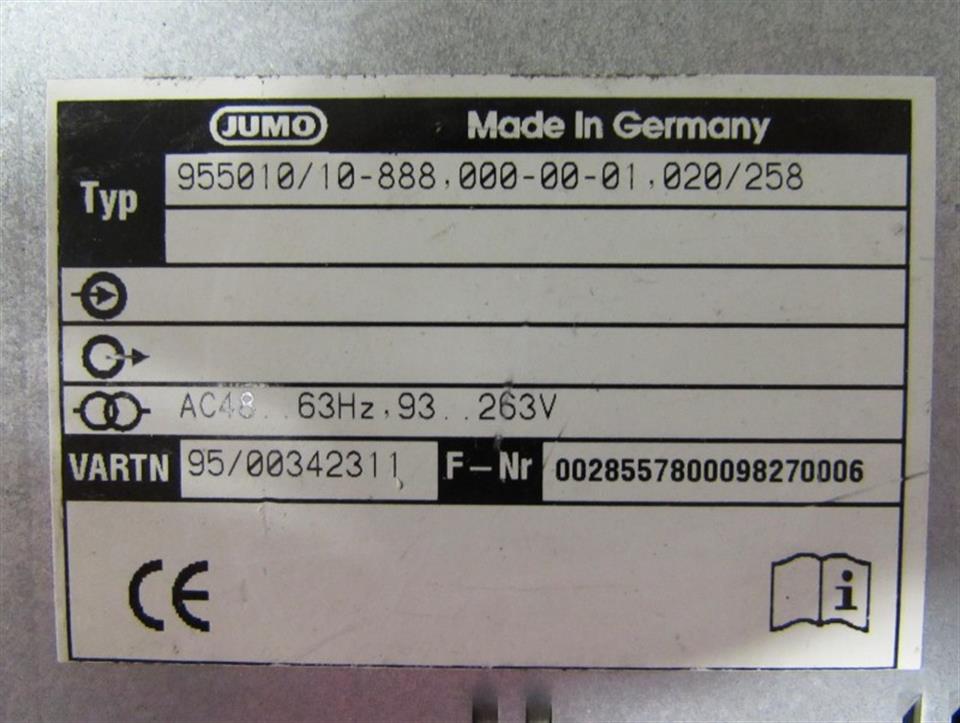 JUMO Made In Germany
Typ 955010/10-888,000-00-01,020/258
AC48..63Hz,93..263V
VARTN 95/00342311 F-Nr 0028557800098270006
CE
i